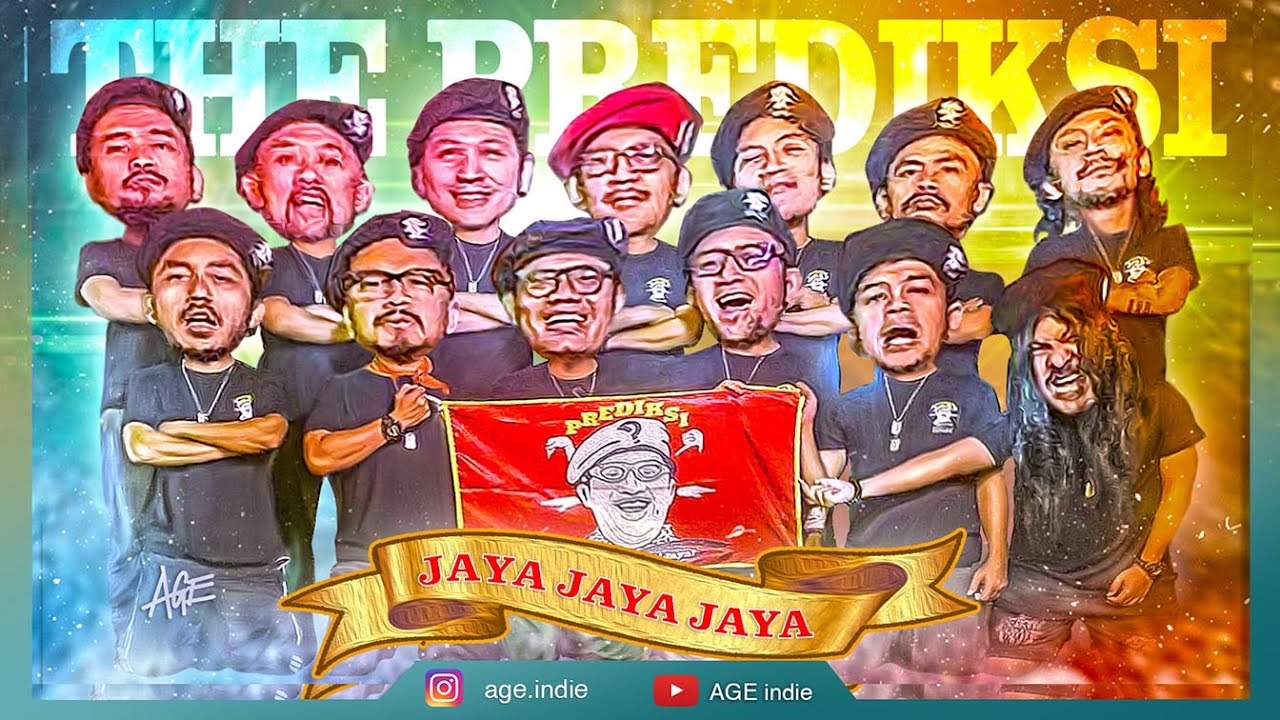 THE PREDIKSI
PREDIKSI
JAYA JAYA JAYA
AGE
age.indie
AGE indie